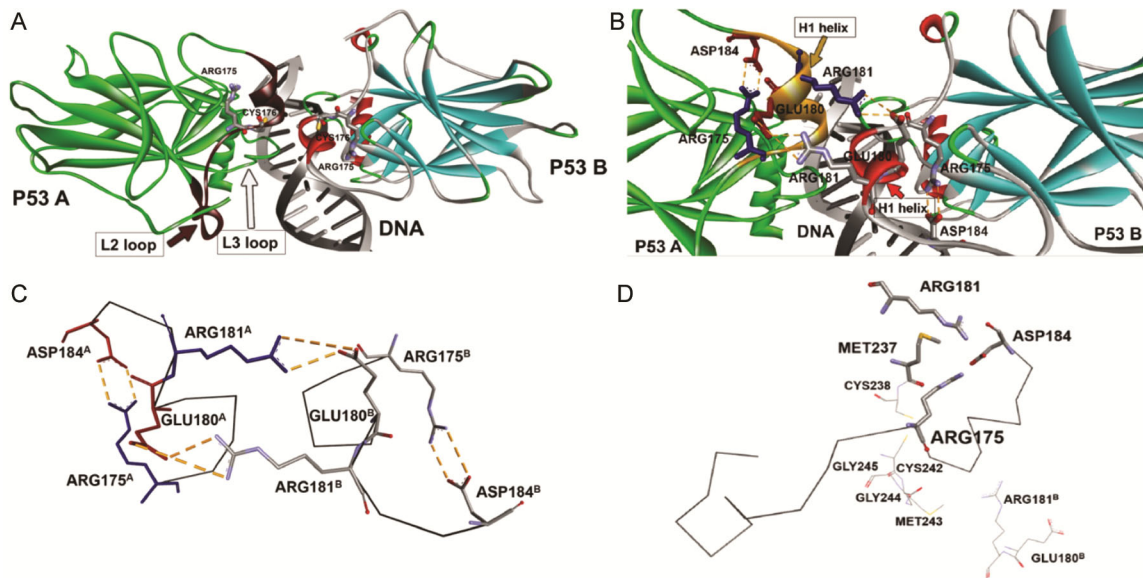 A
ARG175
CYS176
CYS176
ARG175
P53 A
P53 B
L2 loop
L3 loop
DNA
B
H1 helix
ASP184
ARG181
GLU180
ARG175
GLU180
ARG181
ARG175
H1 helix
ASP184
P53 A
DNA
P53 B
C
ARG181ᴬ
ASP184ᴬ
ARG175ᴮ
GLU180ᴬ
GLU180ᴮ
ARG175ᴬ
ARG181ᴮ
ASP184ᴮ
D
ARG181
ASP184
MET237
CYS238
ARG175
GLY245
CYS242
GLY244
ARG181ᴮ
MET243
GLU180ᴮ